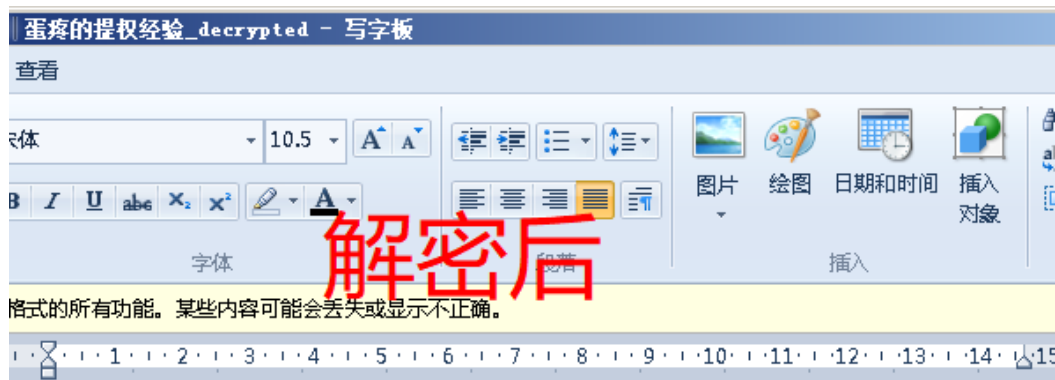 蛋疼的提权经验_decrypted - 写字板
查看
体 10.5 A A
B I U abc X₂ X² A
图片 绘图 日期和时间 插入对象
解密后
字体 段落 插入
格式的所有功能。某些内容可能会丢失或显示不正确。
1 2 3 4 5 6 7 8 9 10 11 12 13 14 15